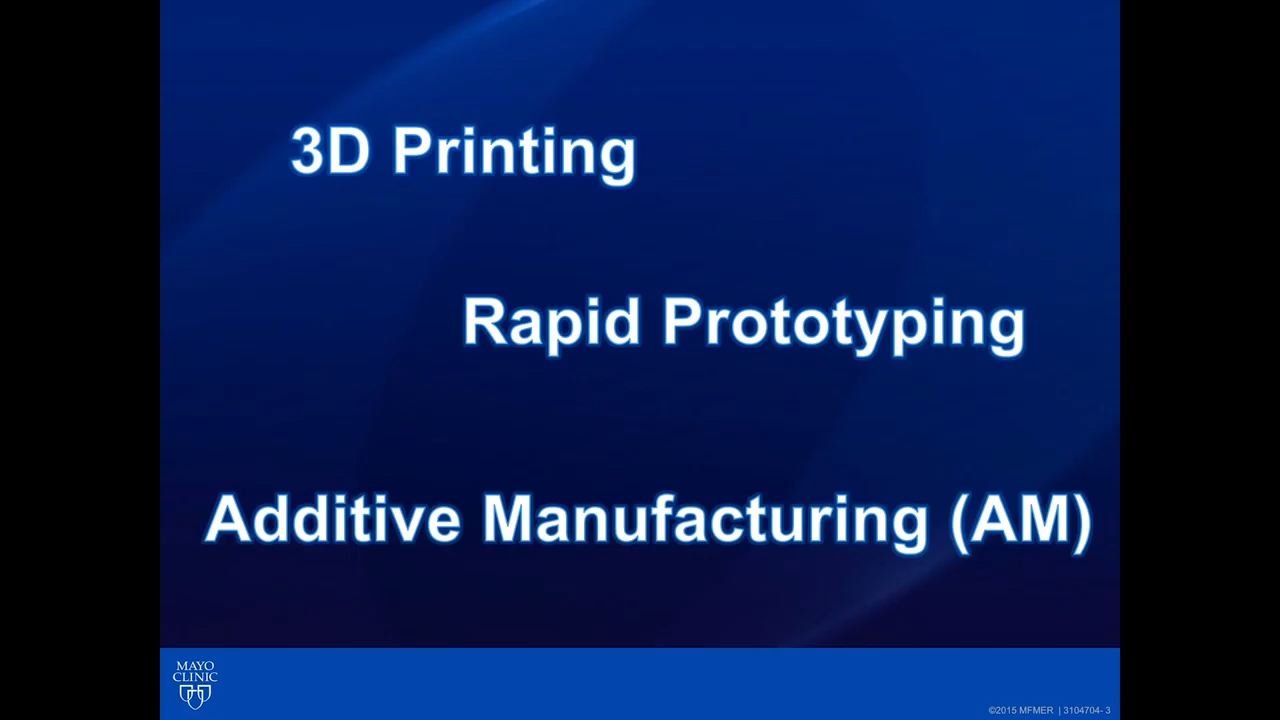 3D Printing
Rapid Prototyping
Additive Manufacturing (AM)
MAYO
CLINIC
©2015 MFMER | 3104704- 3